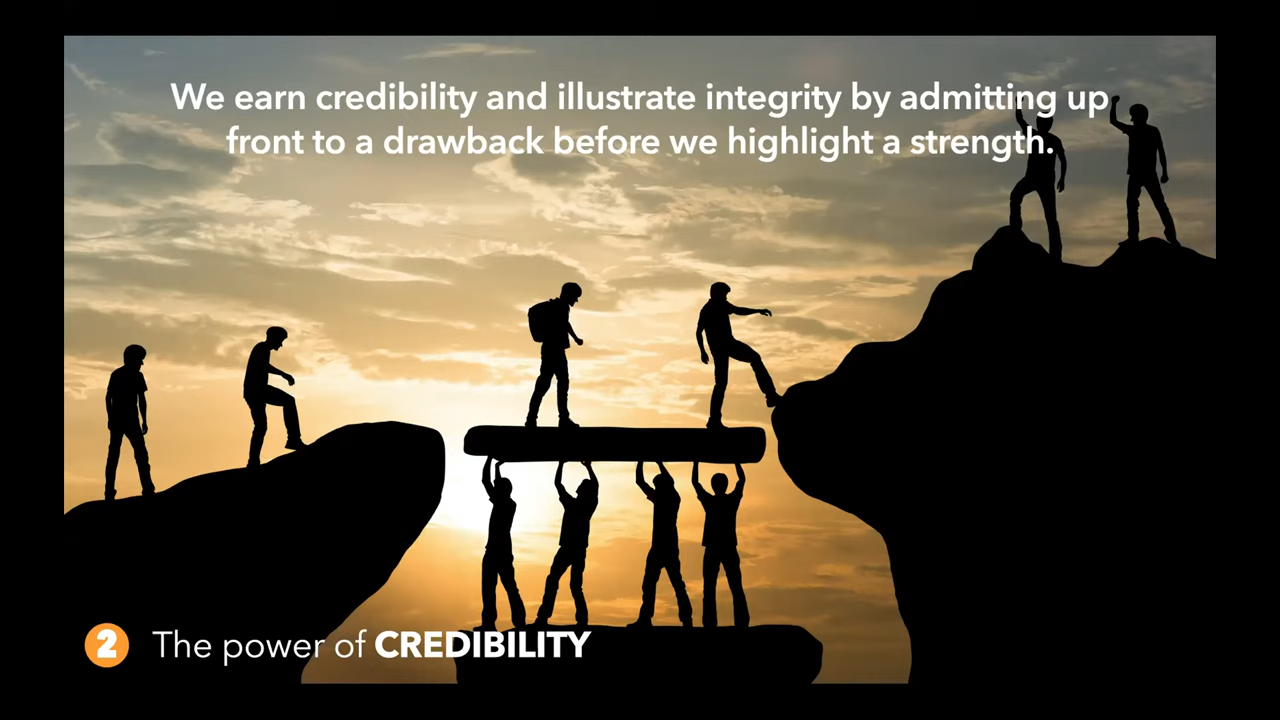 We earn credibility and illustrate integrity by admitting up
front to a drawback before we highlight a strength.
2 The power of CREDIBILITY